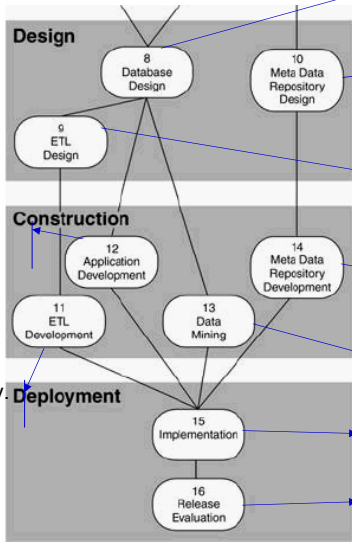 Design
8
Database
Design
10
Meta Data
Repository
Design
9
ETL
Design
Construction
12
Application
Development
14
Meta Data
Repository
Development
11
ETL
Development
13
Data
Mining
.
Deployment
15
Implementation
16
Release
Evaluation